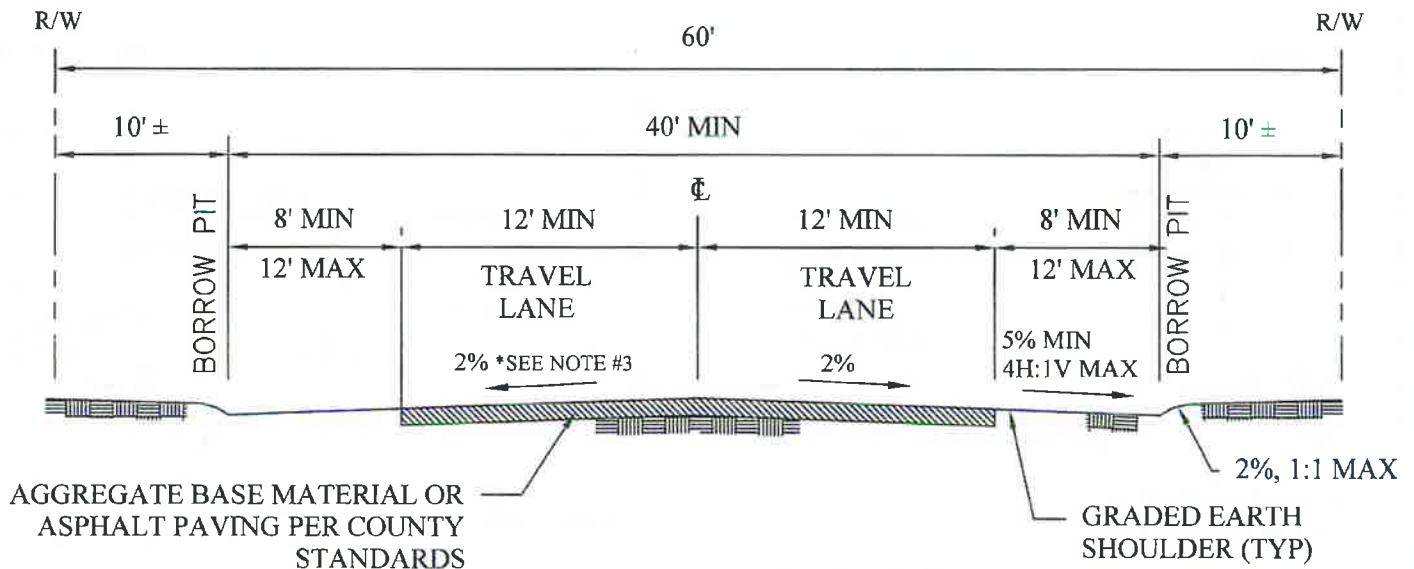 R/W
R/W
60'
10' ±
40' MIN
10' ±
℄
BORROW PIT
8' MIN
12' MAX
12' MIN
TRAVEL
LANE
12' MIN
TRAVEL
LANE
8' MIN
12' MAX
BORROW PIT
2% *SEE NOTE #3
2%
5% MIN
4H:1V MAX
2%, 1:1 MAX
AGGREGATE BASE MATERIAL OR
ASPHALT PAVING PER COUNTY
STANDARDS
GRADED EARTH
SHOULDER (TYP)